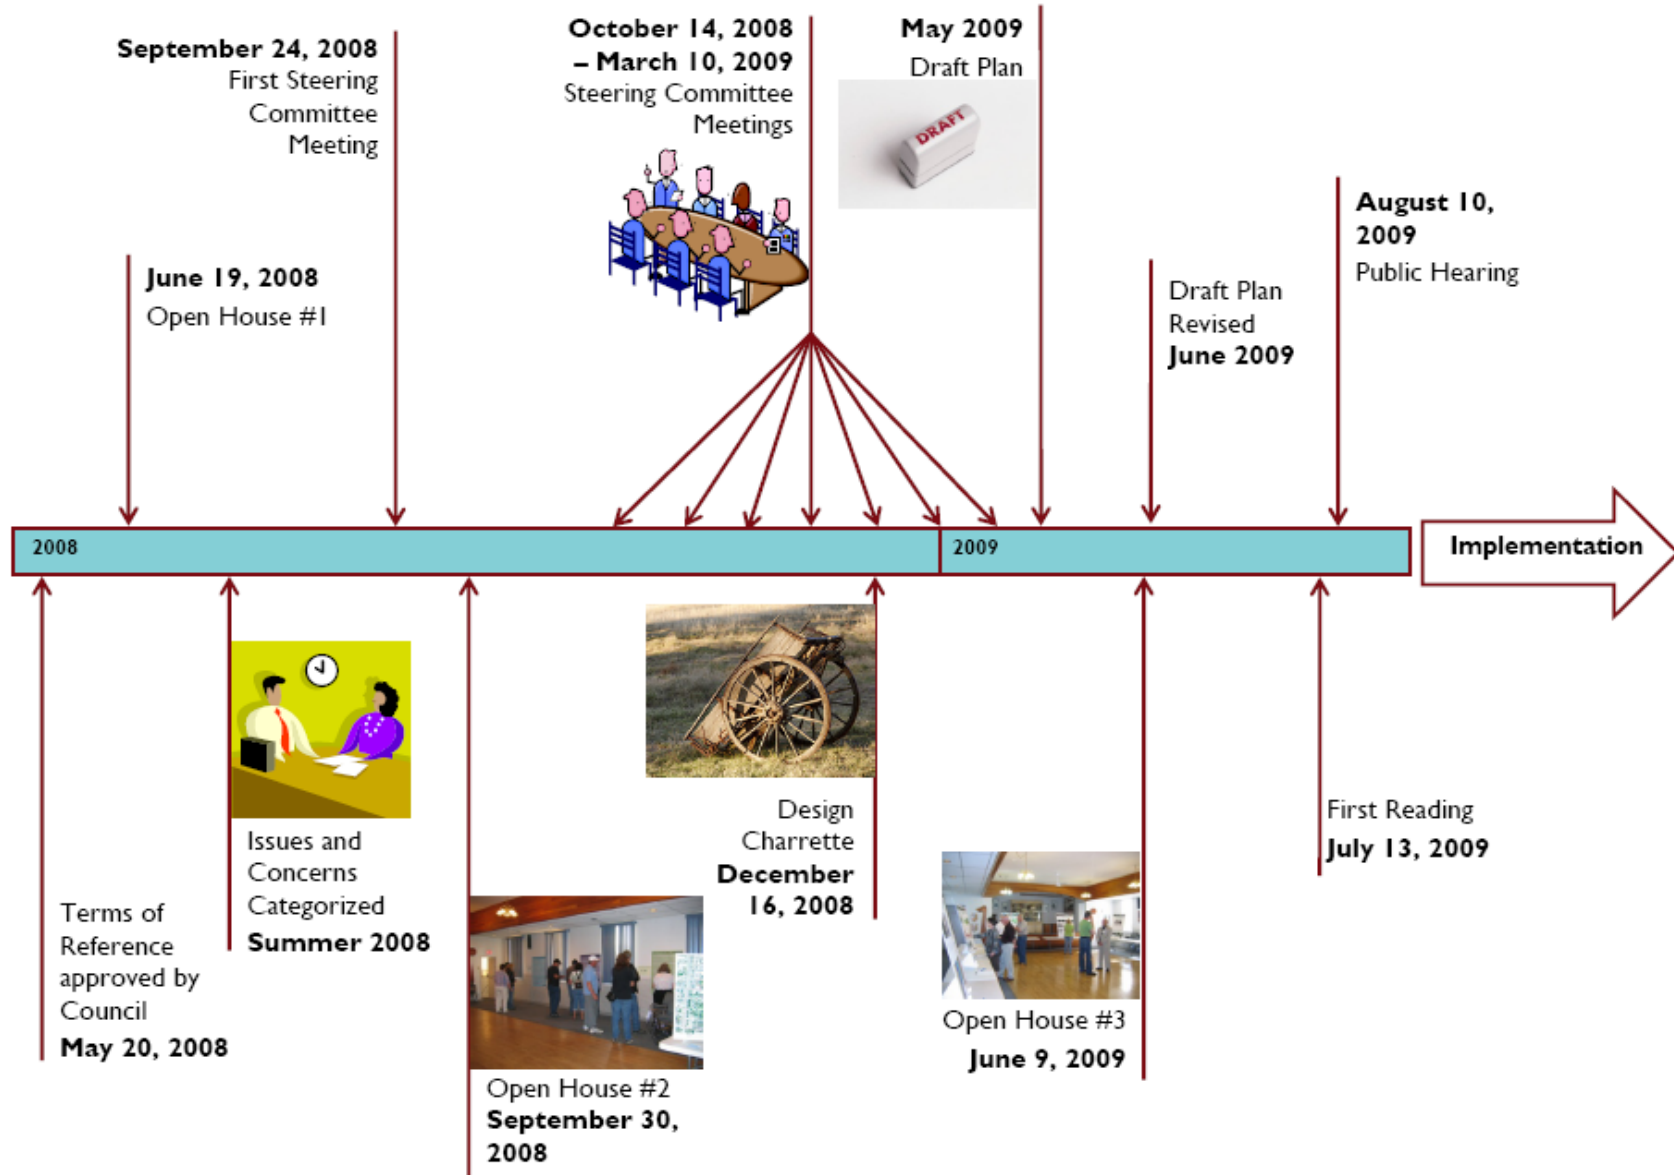 September 24, 2008
First Steering
Committee
Meeting
October 14, 2008
– March 10, 2009
Steering Committee
Meetings
May 2009
Draft Plan
DRAFT
June 19, 2008
Open House #1
August 10,
2009
Public Hearing
Draft Plan
Revised
June 2009
2008
2009
Implementation
Terms of
Reference
approved by
Council
May 20, 2008
Issues and
Concerns
Categorized
Summer 2008
Open House #2
September 30,
2008
Design
Charrette
December
16, 2008
Open House #3
June 9, 2009
First Reading
July 13, 2009